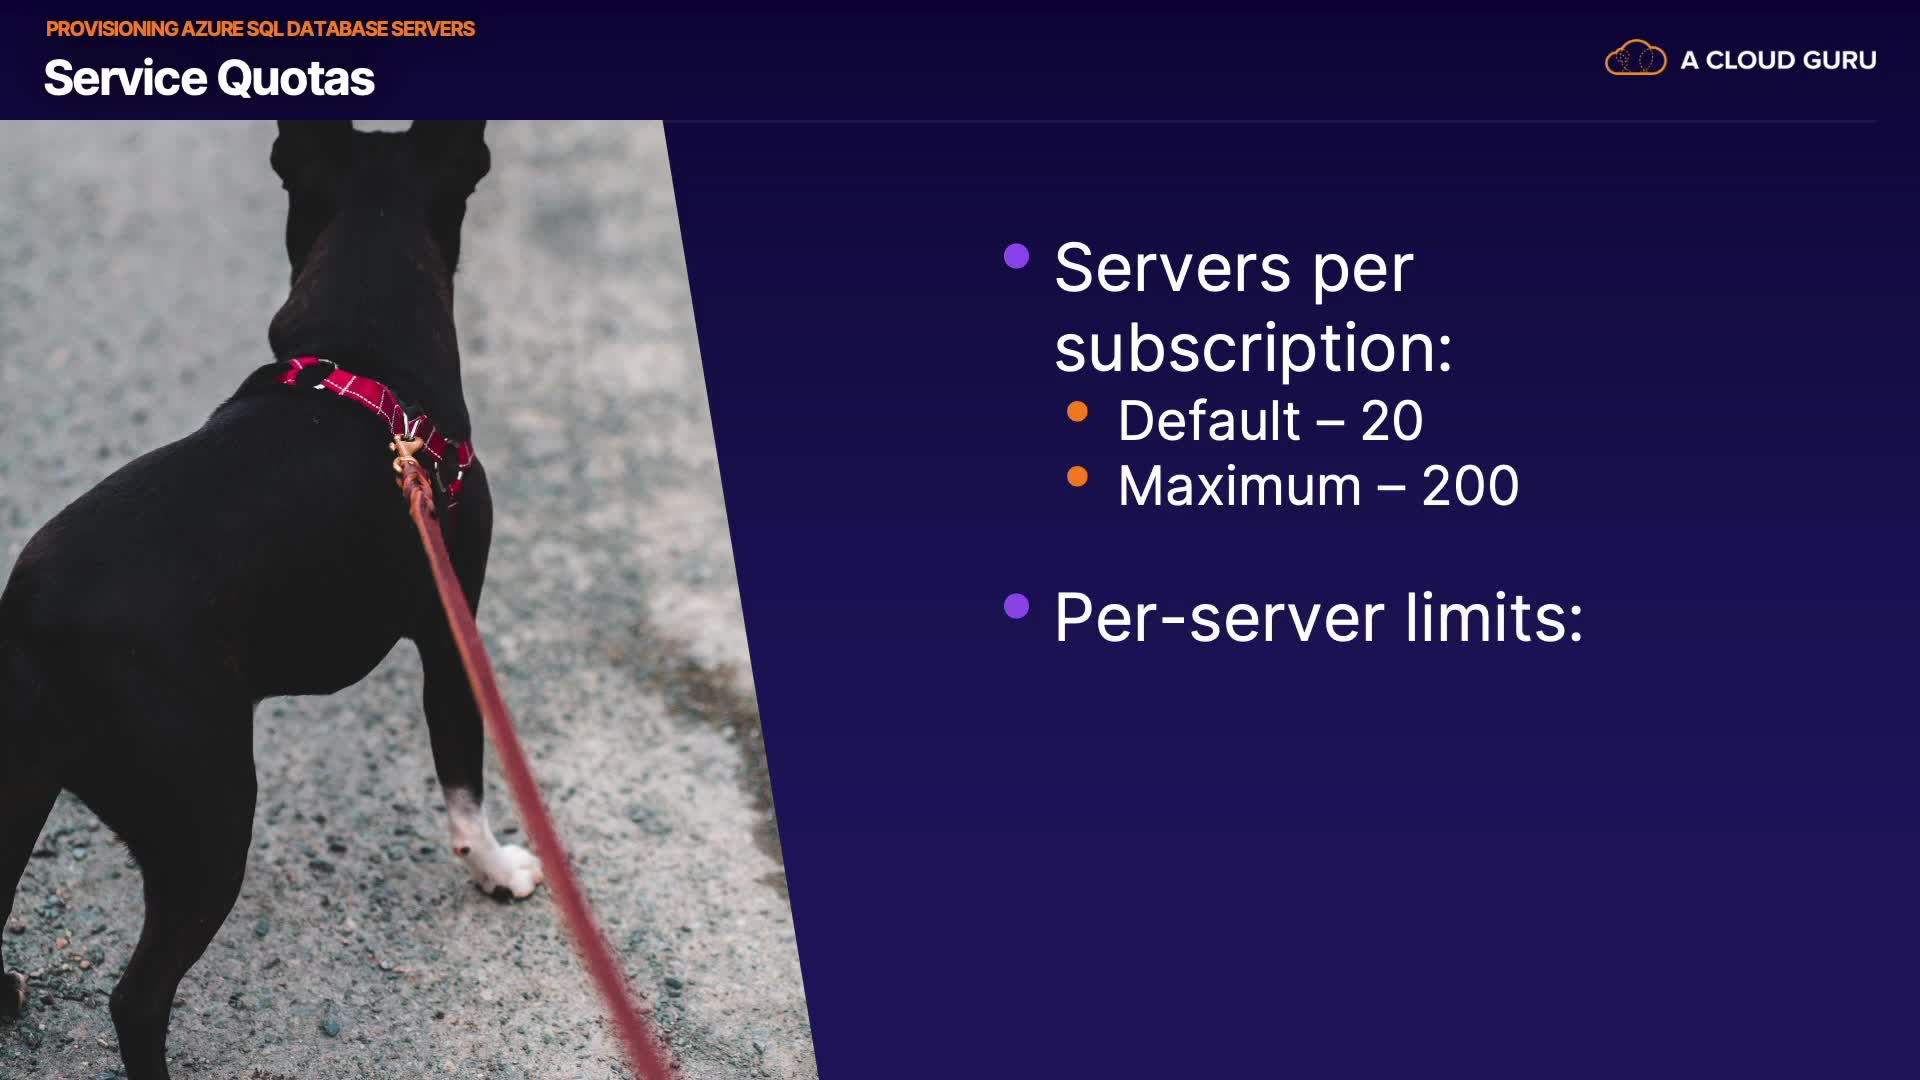 PROVISIONING AZURE SQL DATABASE SERVERS
Service Quotas
A CLOUD GURU
Servers per
subscription:
Default – 20
Maximum – 200
Per-server limits: